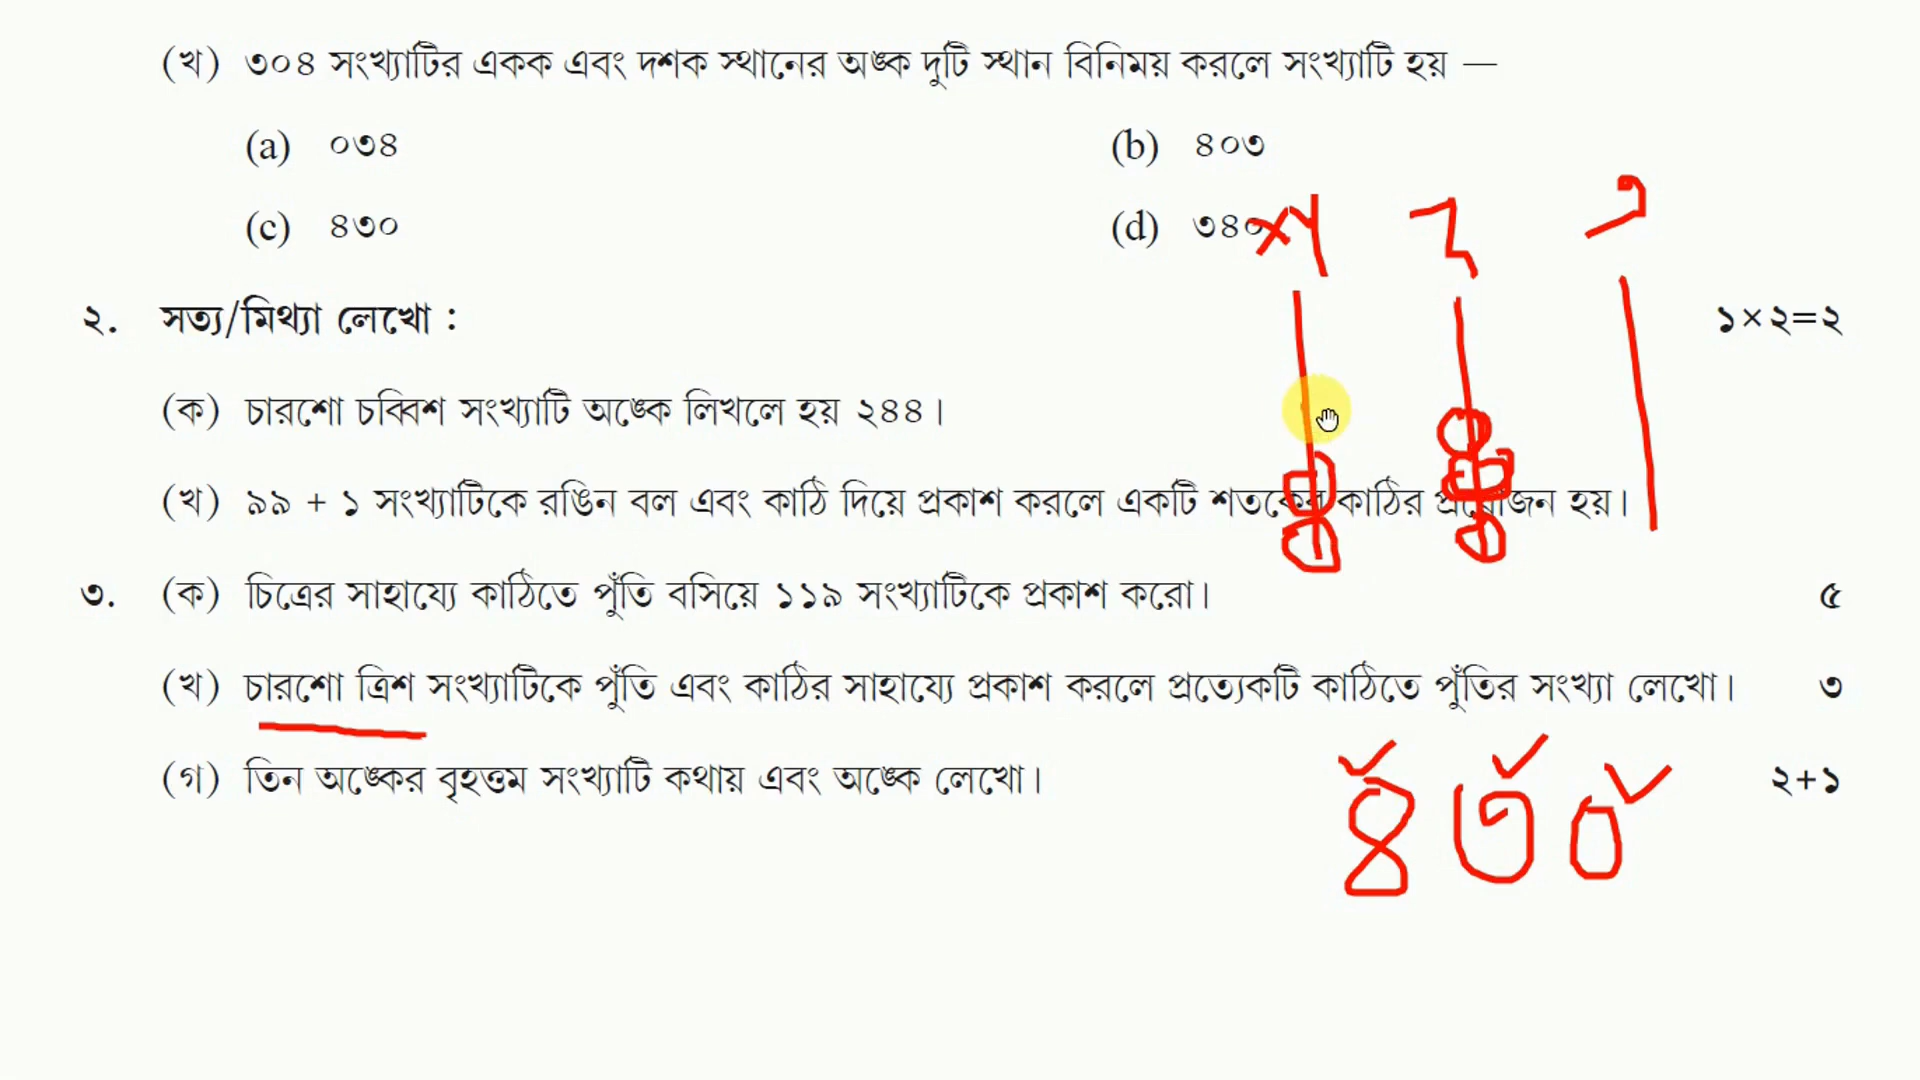 (খ) ৩০৪ সংখ্যাটির একক এবং দশক স্থানের অঙ্ক দুটি স্থান বিনিময় করলে সংখ্যাটি হয় —
(a) ০৩৪ (b) ৪০৩
(c) ৪৩০ (d) ৩৪০
২. সত্য/মিথ্যা লেখো : ১×২=২
(ক) চারশো চব্বিশ সংখ্যাটি অঙ্কে লিখলে হয় ২৪৪।
(খ) ৯৯ + ১ সংখ্যাটিকে রঙিন বল এবং কাঠি দিয়ে প্রকাশ করলে একটি শতকের কাঠির প্রয়োজন হয়।
৩. (ক) চিত্রের সাহায্যে কাঠিতে পুঁতি বসিয়ে ১১৯ সংখ্যাটিকে প্রকাশ করো। ৫
(খ) চারশো ত্রিশ সংখ্যাটিকে পুঁতি এবং কাঠির সাহায্যে প্রকাশ করলে প্রত্যেকটি কাঠিতে পুঁতির সংখ্যা লেখো। ৩
(গ) তিন অঙ্কের বৃহত্তম সংখ্যাটি কথায় এবং অঙ্কে লেখো। ২+১
৪৩০